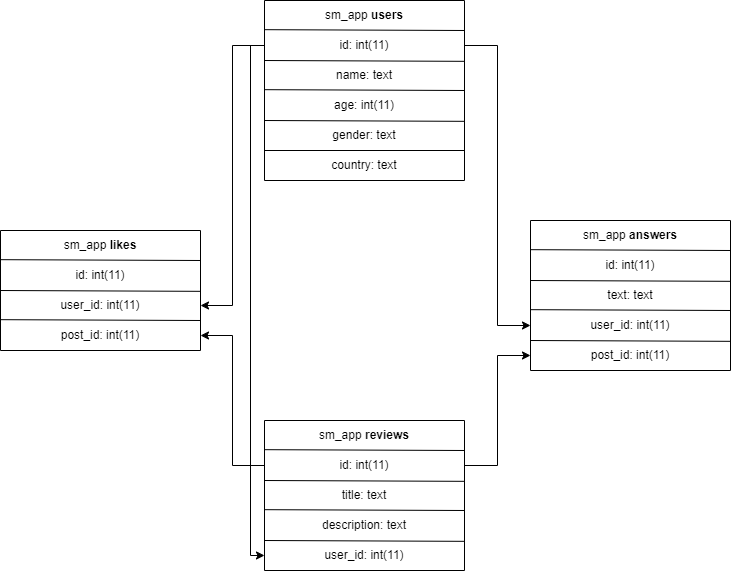 sm_app users
id: int(11)
name: text
age: int(11)
gender: text
country: text
sm_app likes
id: int(11)
user_id: int(11)
post_id: int(11)
sm_app answers
id: int(11)
text: text
user_id: int(11)
post_id: int(11)
sm_app reviews
id: int(11)
title: text
description: text
user_id: int(11)